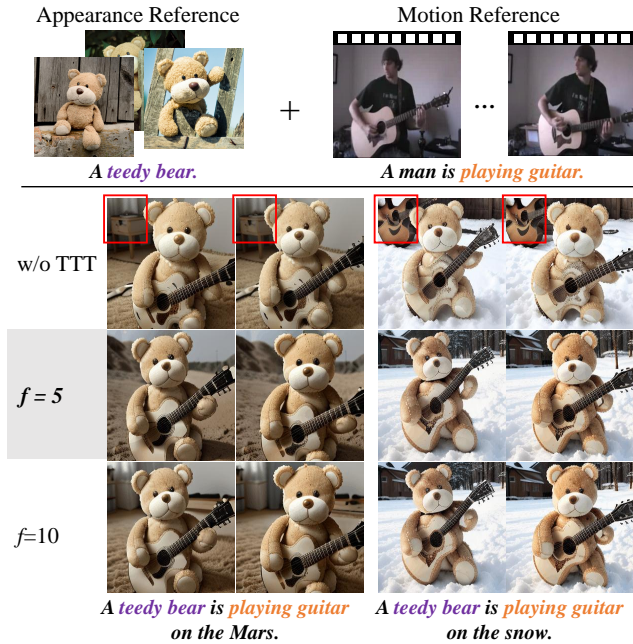 Appearance Reference
Motion Reference
+
...
A teedy bear.
A man is playing guitar.
w/o TTT
f = 5
f=10
A teedy bear is playing guitar
on the Mars.
A teedy bear is playing guitar
on the snow.